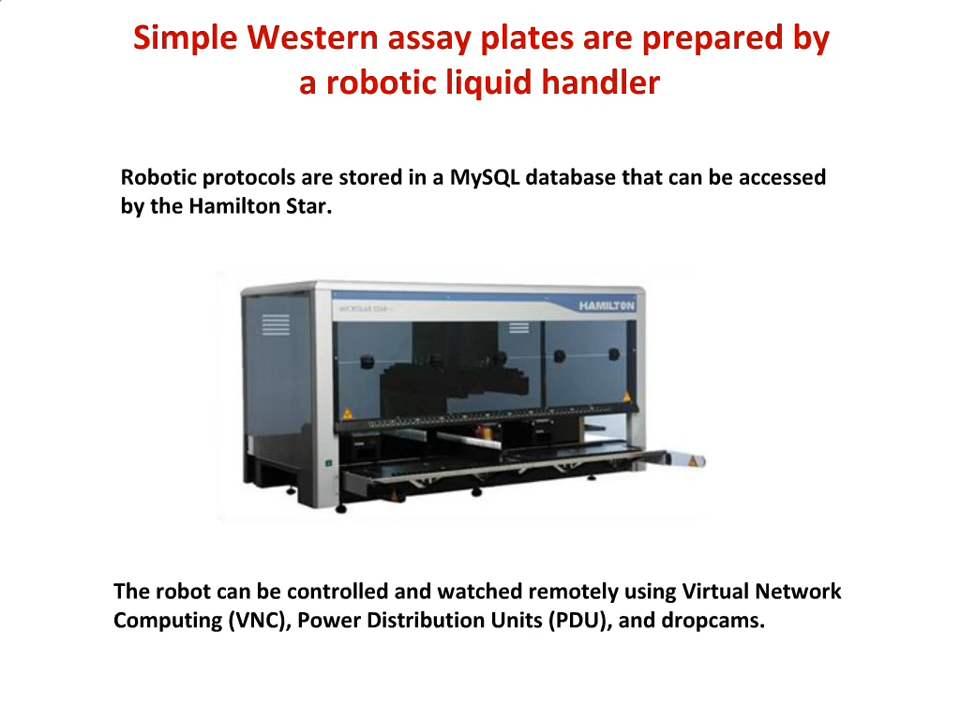 Simple Western assay plates are prepared by
a robotic liquid handler
Robotic protocols are stored in a MySQL database that can be accessed
by the Hamilton Star.
MICROLAB STAR
HAMILTON
The robot can be controlled and watched remotely using Virtual Network
Computing (VNC), Power Distribution Units (PDU), and dropcams.